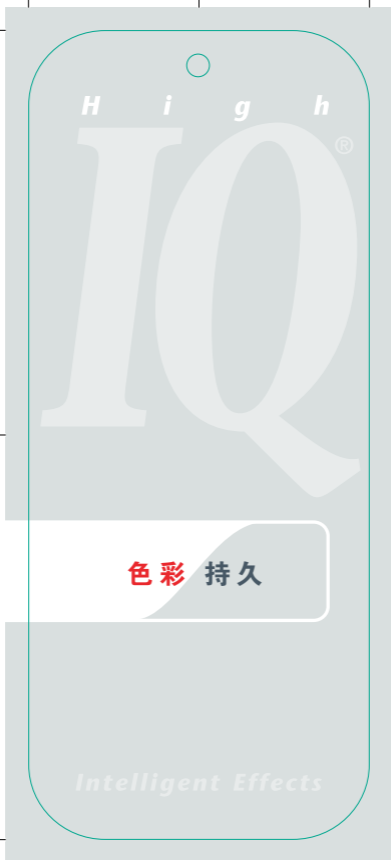 High
IQ®
色彩 持久
Intelligent Effects